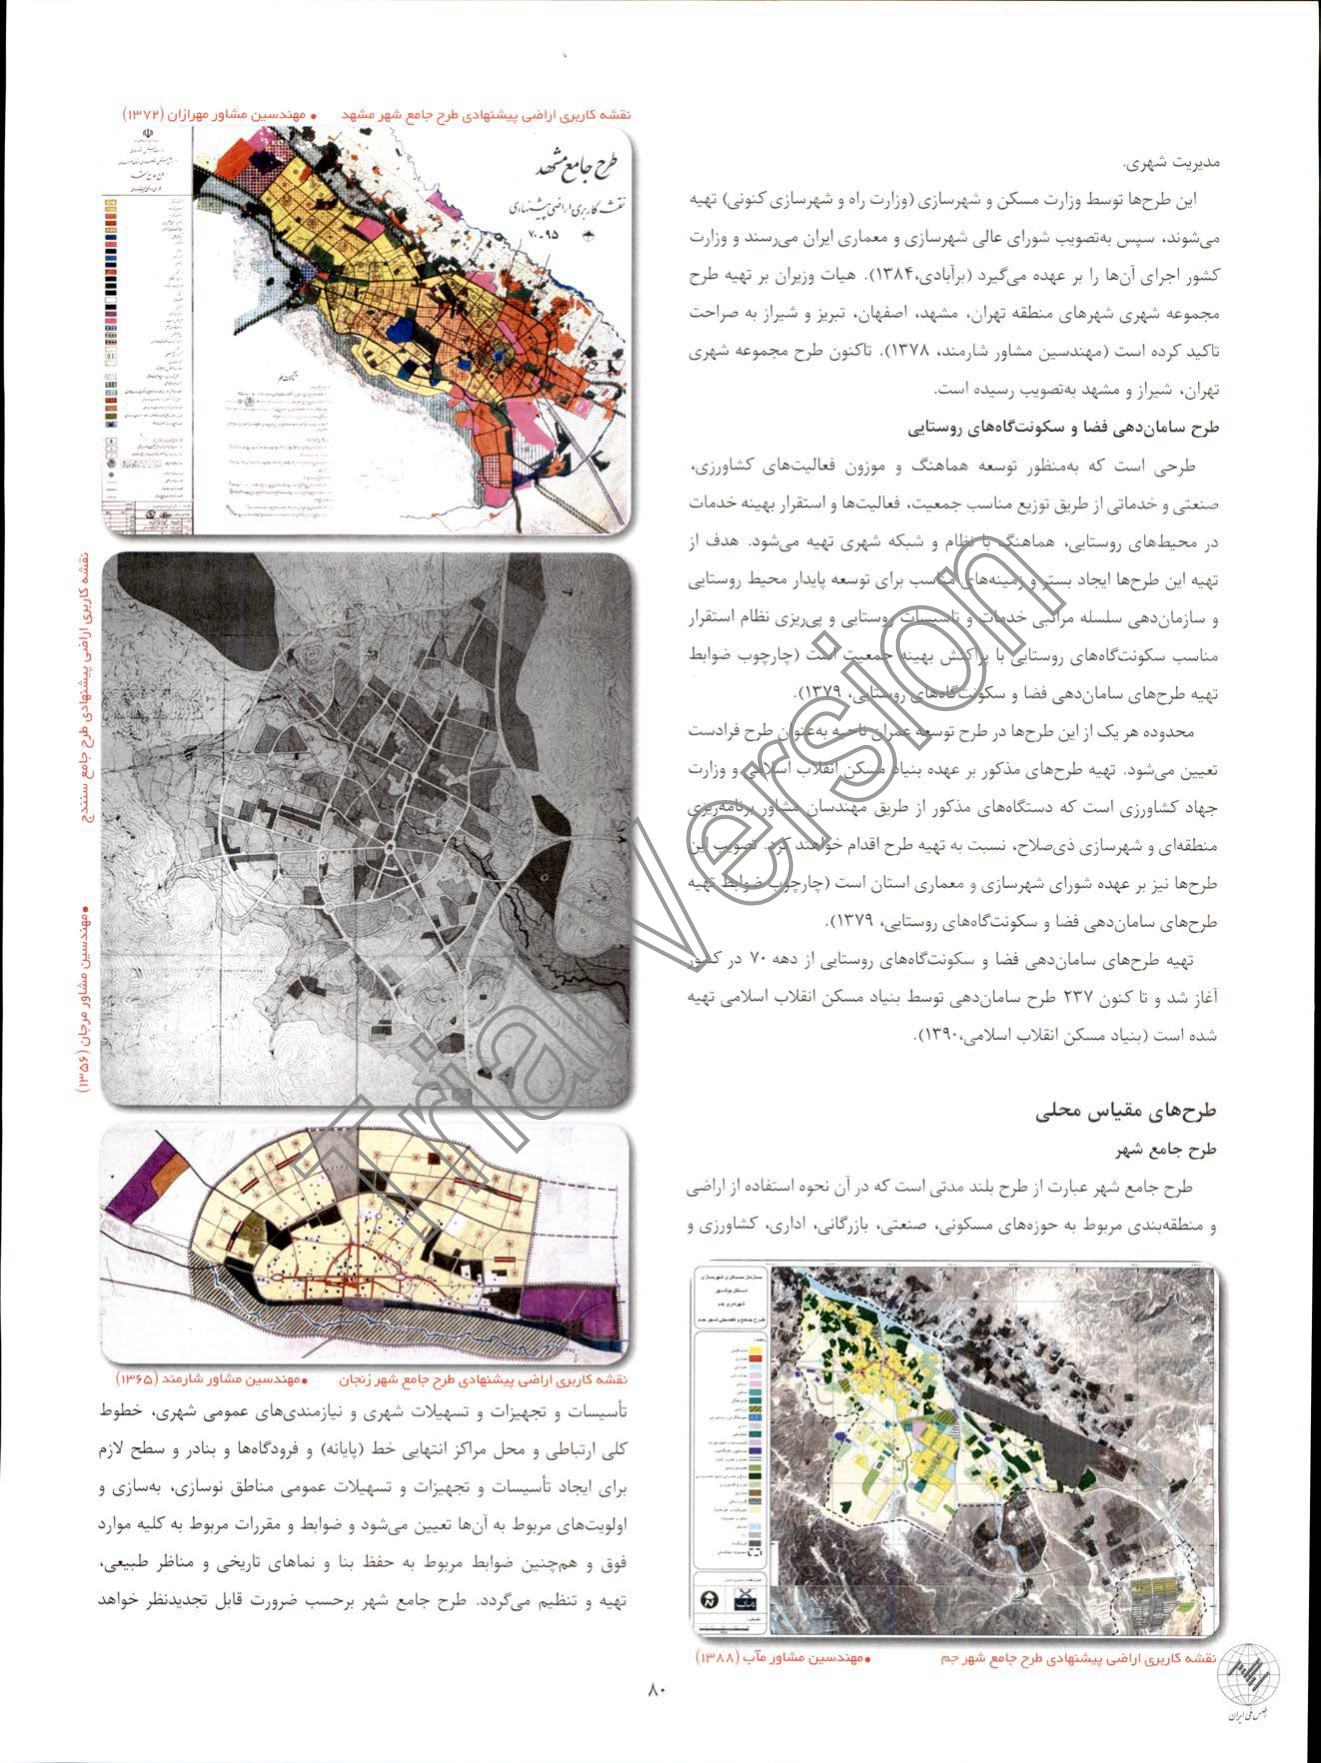 مدیریت شهری.
این طرح‌ها توسط وزارت مسکن و شهرسازی (وزارت راه و شهرسازی کنونی) تهیه
می‌شوند، سپس به‌تصویب شورای عالی شهرسازی و معماری ایران می‌رسند و وزارت
کشور اجرای آن‌ها را بر عهده می‌گیرد (برآبادی،۱۳۸۴). هیات وزیران بر تهیه طرح
مجموعه شهری شهرهای منطقه تهران، مشهد، اصفهان، تبریز و شیراز به صراحت
تاکید کرده است (مهندسین مشاور شارمند، ۱۳۷۸). تاکنون طرح مجموعه شهری
تهران، شیراز و مشهد به‌تصویب رسیده است.
طرح سامان‌دهی فضا و سکونت‌گاه‌های روستایی
طرحی است که به‌منظور توسعه هماهنگ و موزون فعالیت‌های کشاورزی،
صنعتی و خدماتی از طریق توزیع مناسب جمعیت، فعالیت‌ها و استقرار بهینه خدمات
در محیط‌های روستایی، هماهنگ با نظام و شبکه شهری تهیه می‌شود. هدف از
تهیه این طرح‌ها ایجاد بستر و زمینه‌های مناسب برای توسعه پایدار محیط روستایی
و سازمان‌دهی سلسله مراتبی خدمات و تاسیسات روستایی و پی‌ریزی نظام استقرار
مناسب سکونت‌گاه‌های روستایی با پراکنش بهینه جمعیت است (چارچوب ضوابط
تهیه طرح‌های سامان‌دهی فضا و سکونت‌گاه‌های روستایی، ۱۳۷۹).
محدوده هر یک از این طرح‌ها در طرح توسعه عمران ناحیه به‌عنوان طرح فرادست
تعیین می‌شود. تهیه طرح‌های مذکور بر عهده بنیاد مسکن انقلاب اسلامی و وزارت
جهاد کشاورزی است که دستگاه‌های مذکور از طریق مهندسان مشاور برنامه‌ریزی
منطقه‌ای و شهرسازی ذی‌صلاح، نسبت به تهیه طرح اقدام خواهند کرد. تصویب این
طرح‌ها نیز بر عهده شورای شهرسازی و معماری استان است (چارچوب ضوابط تهیه
طرح‌های سامان‌دهی فضا و سکونت‌گاه‌های روستایی، ۱۳۷۹).
تهیه طرح‌های سامان‌دهی فضا و سکونت‌گاه‌های روستایی از دهه ۷۰ در کشور
آغاز شد و تا کنون ۲۳۷ طرح سامان‌دهی توسط بنیاد مسکن انقلاب اسلامی تهیه
شده است (بنیاد مسکن انقلاب اسلامی،۱۳۹۰).
طرح‌های مقیاس محلی
طرح جامع شهر
طرح جامع شهر عبارت از طرح بلند مدتی است که در آن نحوه استفاده از اراضی
و منطقه‌بندی مربوط به حوزه‌های مسکونی، صنعتی، بازرگانی، اداری، کشاورزی و
سازمان مسکن و شهرسازی
استان بوشهر
شهرداری جم
طرح جامع و تفصیلی شهر جم
نقشه کاربری اراضی پیشنهادی طرح جامع شهر جم •مهندسین مشاور مآب (۱۳۸۸)
نقشه کاربری اراضی پیشنهادی طرح جامع شهر مشهد • مهندسین مشاور مهرازان (۱۳۷۲)
طرح جامع مشهد
نقشه کاربری اراضی پیشنهادی
۷۰-۹۵
نقشه کاربری اراضی پیشنهادی طرح جامع سنندج •مهندسین مشاور مرجان (۱۳۵۶)
نقشه کاربری اراضی پیشنهادی طرح جامع شهر زنجان •مهندسین مشاور شارمند (۱۳۶۵)
تأسیسات و تجهیزات و تسهیلات شهری و نیازمندی‌های عمومی شهری، خطوط
کلی ارتباطی و محل مراکز انتهایی خط (پایانه) و فرودگاه‌ها و بنادر و سطح لازم
برای ایجاد تأسیسات و تجهیزات و تسهیلات عمومی مناطق نوسازی، به‌سازی و
اولویت‌های مربوط به آن‌ها تعیین می‌شود و ضوابط و مقررات مربوط به کلیه موارد
فوق و هم‌چنین ضوابط مربوط به حفظ بنا و نماهای تاریخی و مناظر طبیعی،
تهیه و تنظیم می‌گردد. طرح جامع شهر برحسب ضرورت قابل تجدیدنظر خواهد
۸۰
اطلس ملی ایران
Trial Version